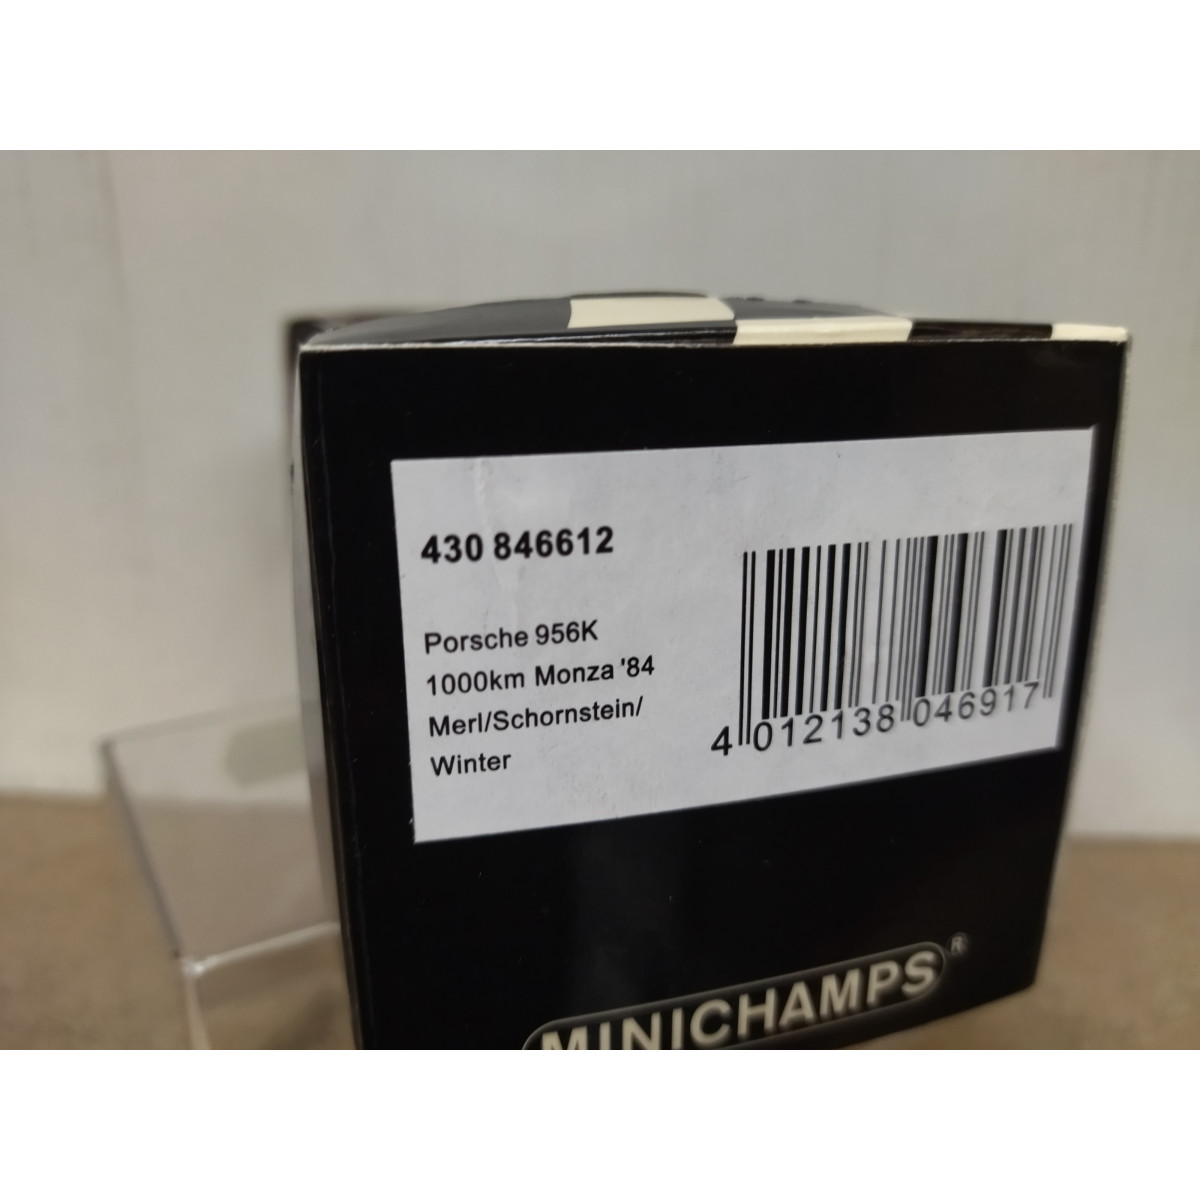 430 846612
Porsche 956K
1000km Monza '84
Merl/Schornstein/
Winter
4 012138 046917
MINICHAMPS®